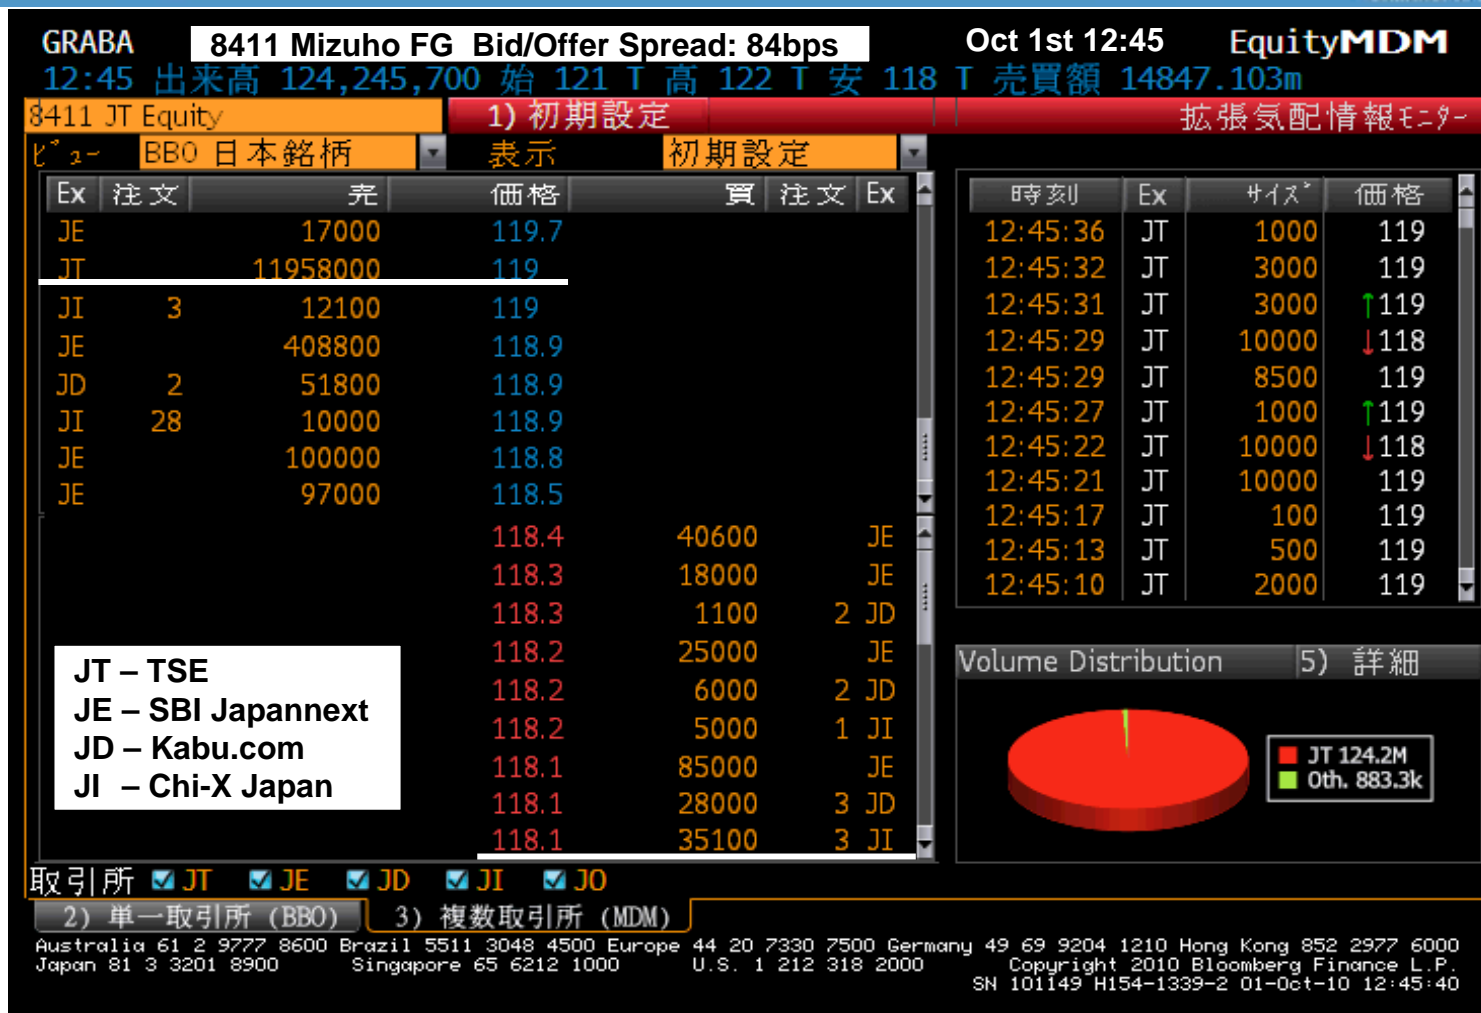 GRABA 8411 Mizuho FG Bid/Offer Spread: 84bps Oct 1st 12:45 EquityMDM
12:45 出来高 124,245,700 始 121 T 高 122 T 安 118 T 売買額 14847.103m
8411 JT Equity 1) 初期設定 拡張気配情報ﾓﾆﾀｰ
ﾋﾞｭｰ BBO 日本銘柄 表示 初期設定
Ex 注文 売 価格 買 注文 Ex
JE 17000 119.7
JT 11958000 119
JI 3 12100 119
JE 408800 118.9
JD 2 51800 118.9
JI 28 10000 118.9
JE 100000 118.8
JE 97000 118.5
118.4 40600 JE
118.3 18000 JE
118.3 1100 2 JD
118.2 25000 JE
118.2 6000 2 JD
118.2 5000 1 JI
118.1 85000 JE
118.1 28000 3 JD
118.1 35100 3 JI
JT – TSE
JE – SBI Japannext
JD – Kabu.com
JI – Chi-X Japan
時刻 Ex ｻｲｽﾞ 価格
12:45:36 JT 1000 119
12:45:32 JT 3000 119
12:45:31 JT 3000 ↑119
12:45:29 JT 10000 ↓118
12:45:29 JT 8500 119
12:45:27 JT 1000 ↑119
12:45:22 JT 10000 ↓118
12:45:21 JT 10000 119
12:45:17 JT 100 119
12:45:13 JT 500 119
12:45:10 JT 2000 119
Volume Distribution 5) 詳細
JT 124.2M
Oth. 883.3k
取引所 JT JE JD JI JO
2) 単一取引所 (BBO) 3) 複数取引所 (MDM)
Australia 61 2 9777 8600 Brazil 5511 3048 4500 Europe 44 20 7330 7500 Germany 49 69 9204 1210 Hong Kong 852 2977 6000
Japan 81 3 3201 8900 Singapore 65 6212 1000 U.S. 1 212 318 2000 Copyright 2010 Bloomberg Finance L.P.
SN 101149 H154-1339-2 01-Oct-10 12:45:40